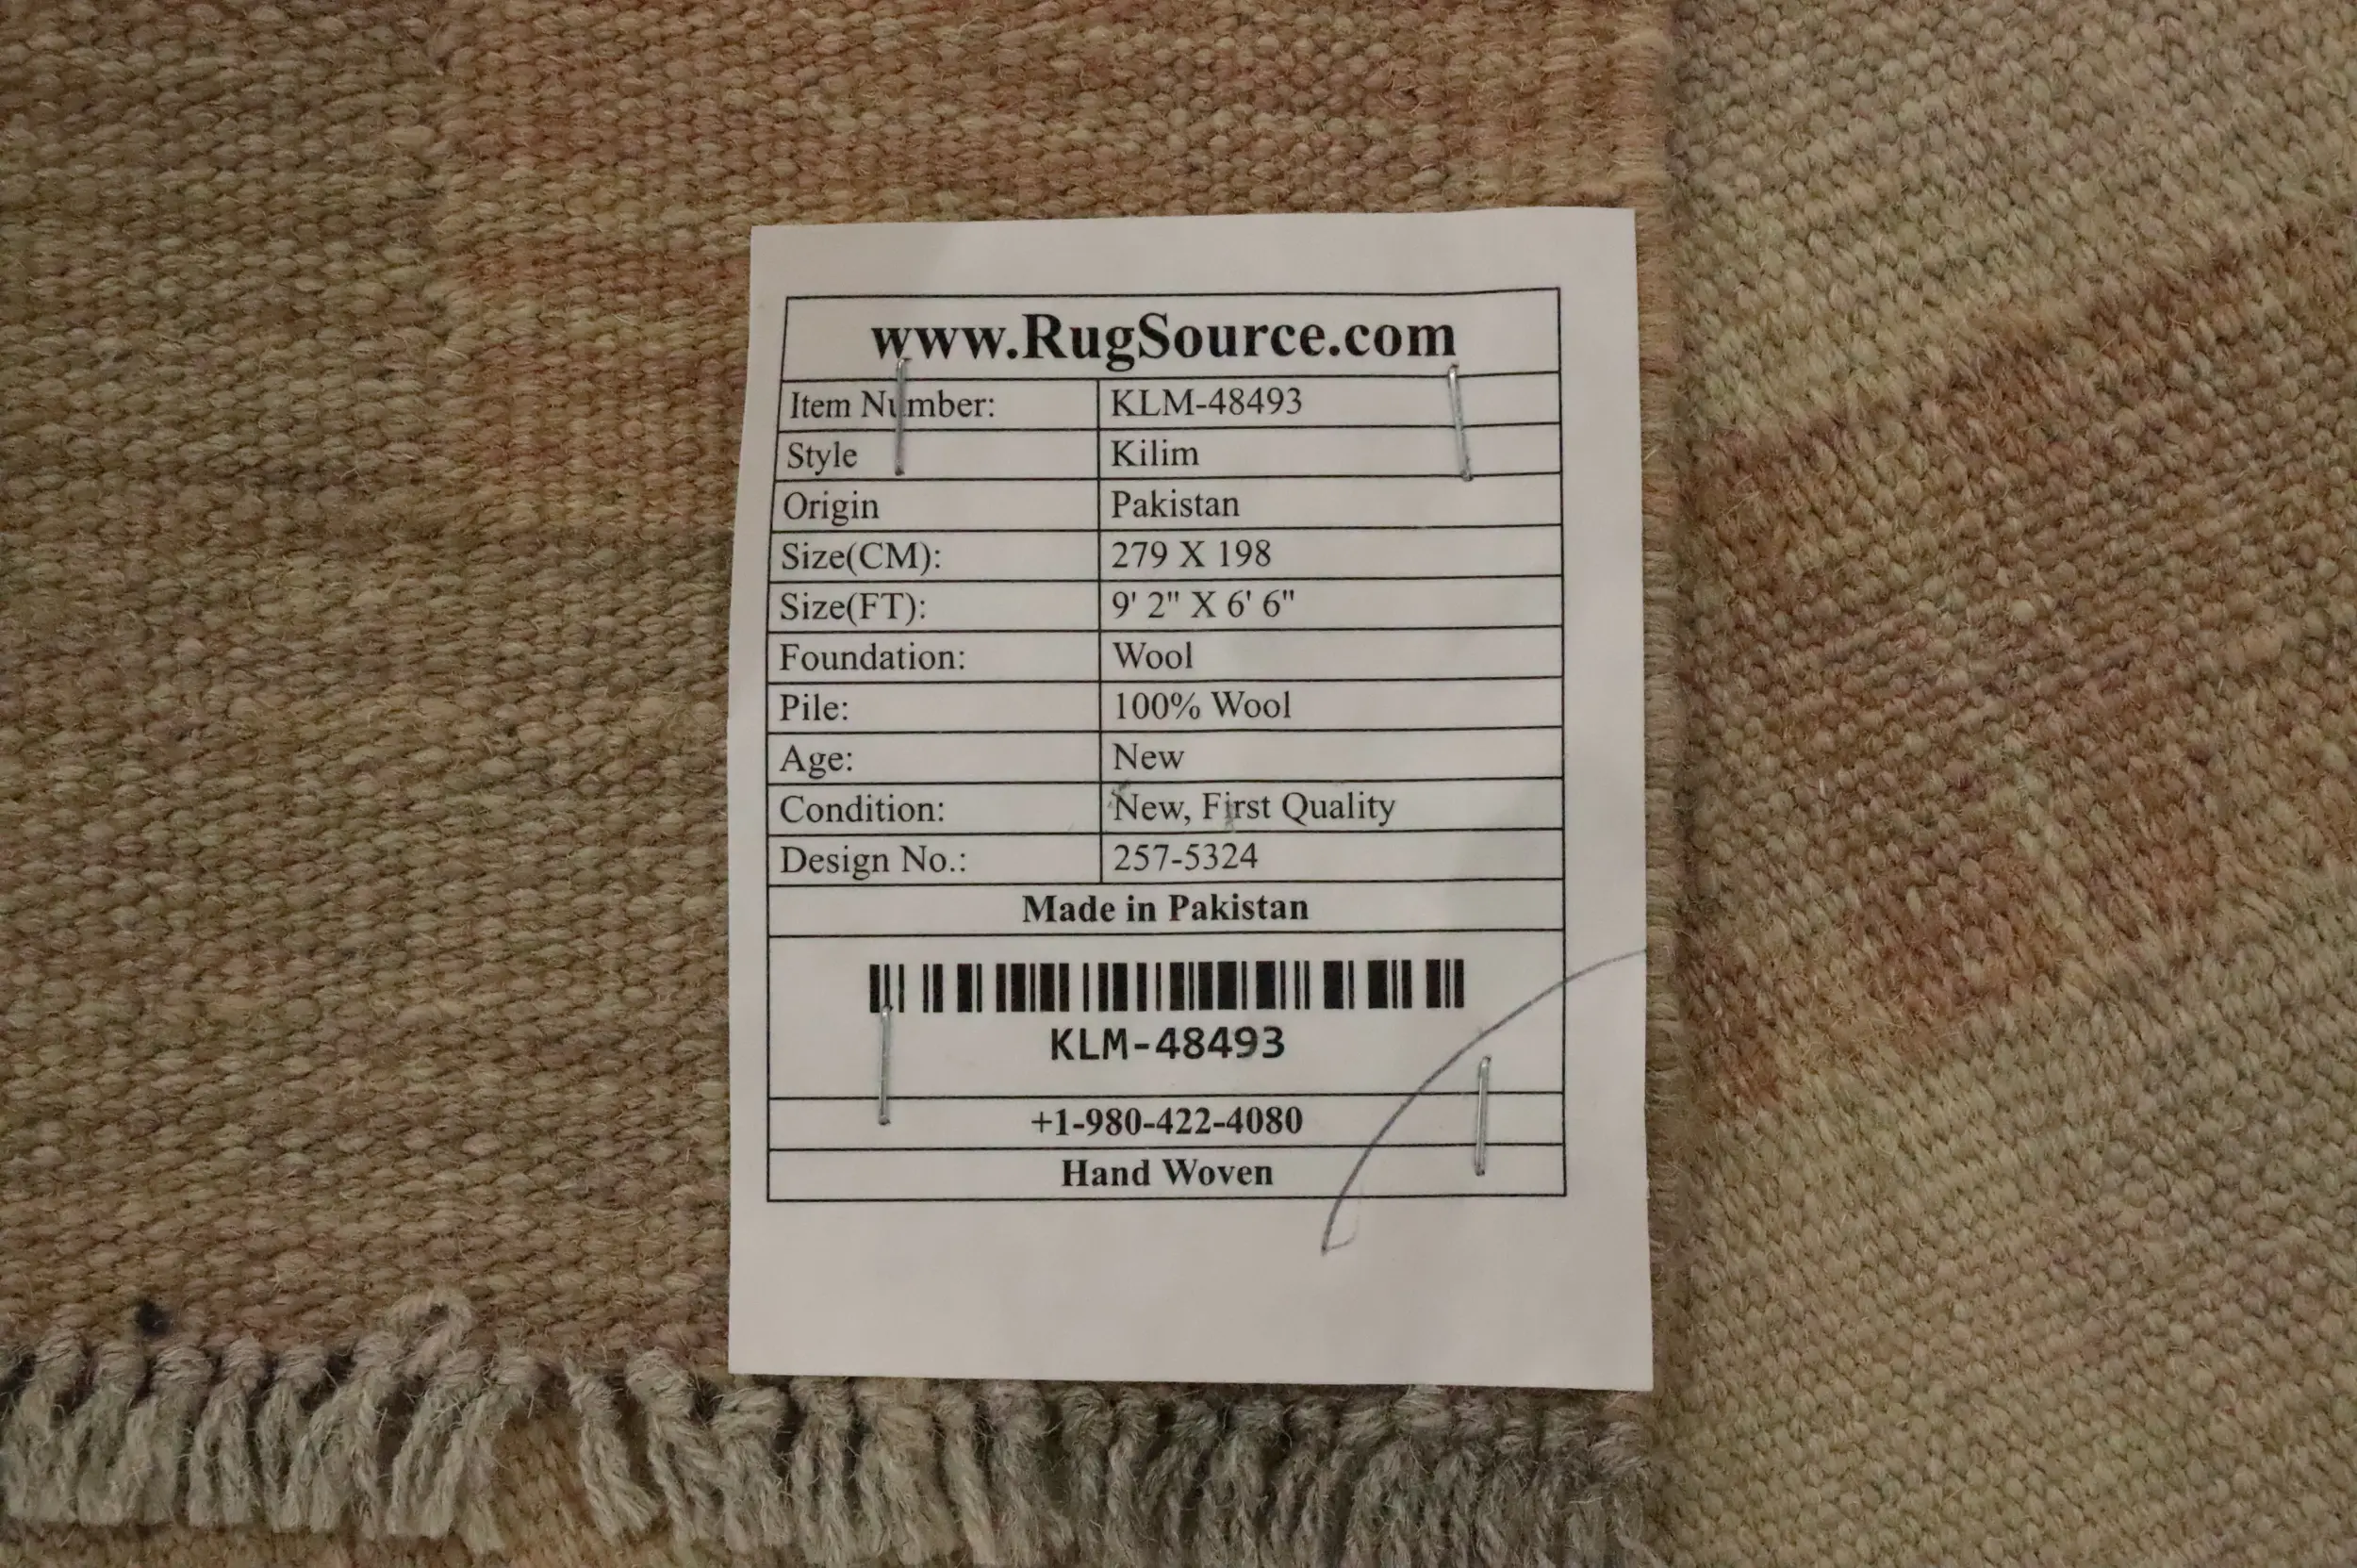 www.RugSource.com
Item Number: KLM-48493
Style Kilim
Origin Pakistan
Size(CM): 279 X 198
Size(FT): 9' 2" X 6' 6"
Foundation: Wool
Pile: 100% Wool
Age: New
Condition: New, First Quality
Design No.: 257-5324
Made in Pakistan
KLM-48493
+1-980-422-4080
Hand Woven